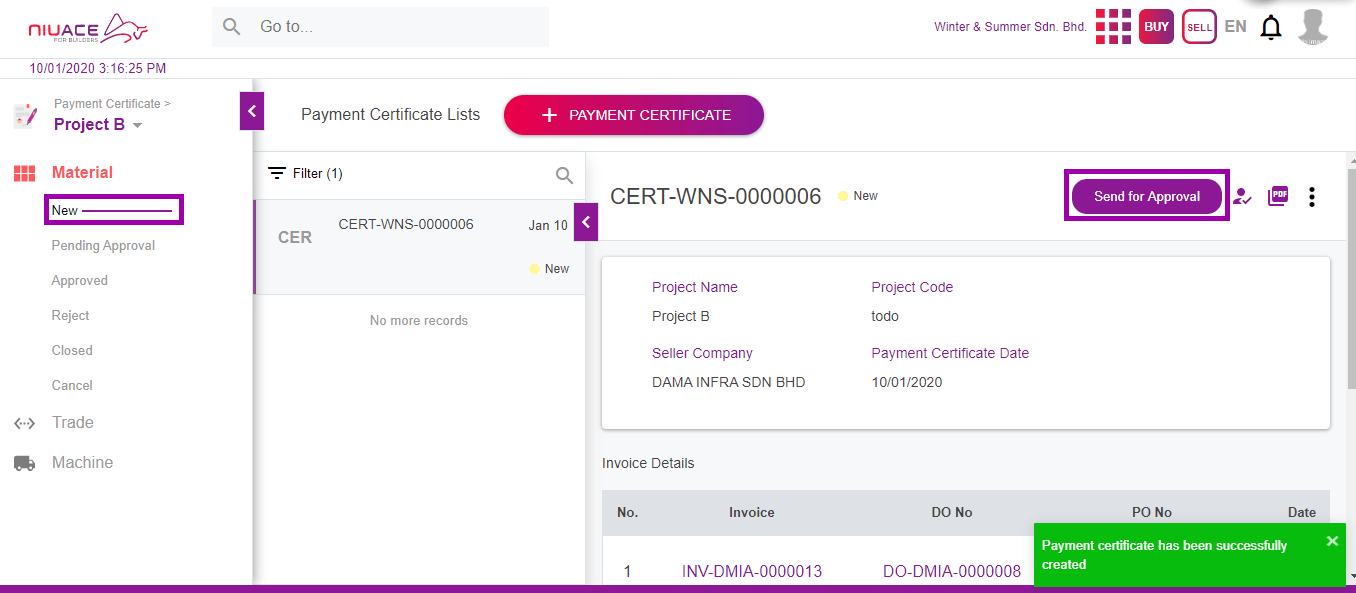 NIUACE
FOR BUILDERS
Go to...
Winter & Summer Sdn. Bhd.
BUY
SELL
EN
10/01/2020 3:16:25 PM
Payment Certificate >
Project B
Payment Certificate Lists
+ PAYMENT CERTIFICATE
Material
New
Pending Approval
Approved
Reject
Closed
Cancel
Trade
Machine
Filter (1)
CER
CERT-WNS-0000006
Jan 10
New
No more records
CERT-WNS-0000006
New
Send for Approval
PDF
Project Name
Project Code
Project B
todo
Seller Company
Payment Certificate Date
DAMA INFRA SDN BHD
10/01/2020
Invoice Details
No. Invoice DO No PO No Date
1 INV-DMIA-0000013 DO-DMIA-0000008
Payment certificate has been successfully
created